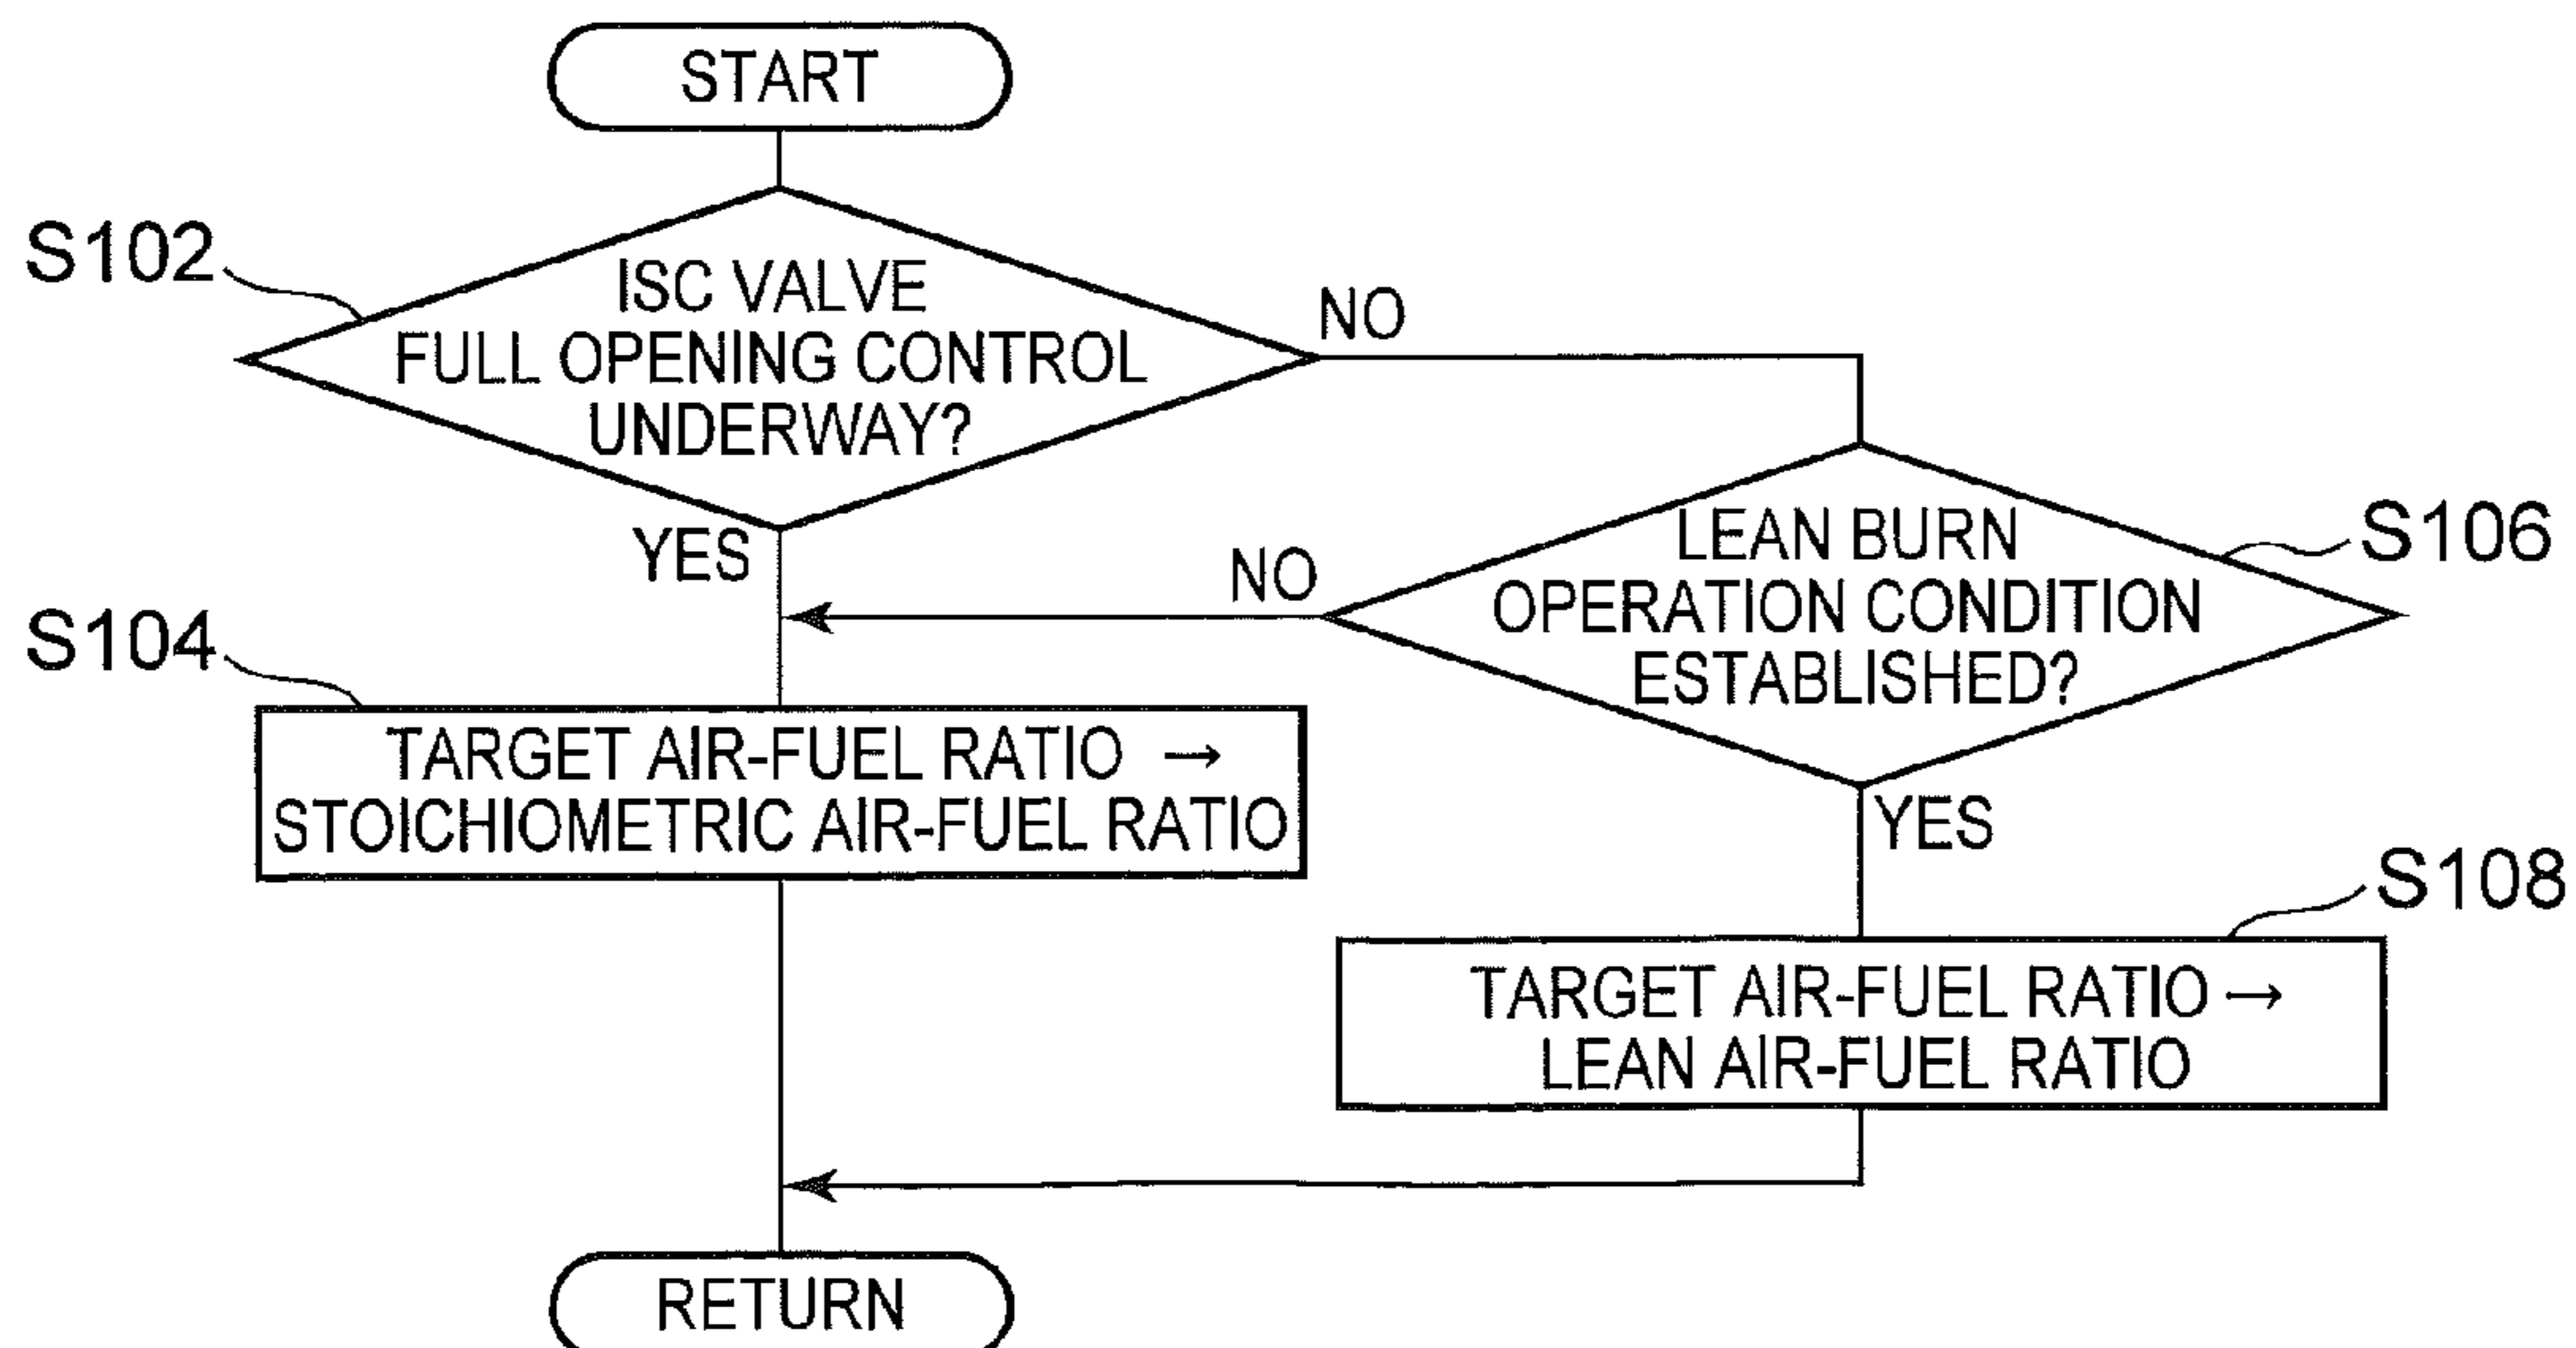 START
S102
ISC VALVE
FULL OPENING CONTROL
UNDERWAY?
NO
YES
LEAN BURN
OPERATION CONDITION
ESTABLISHED?
S106
NO
YES
S104
TARGET AIR-FUEL RATIO →
STOICHIOMETRIC AIR-FUEL RATIO
S108
TARGET AIR-FUEL RATIO →
LEAN AIR-FUEL RATIO
RETURN